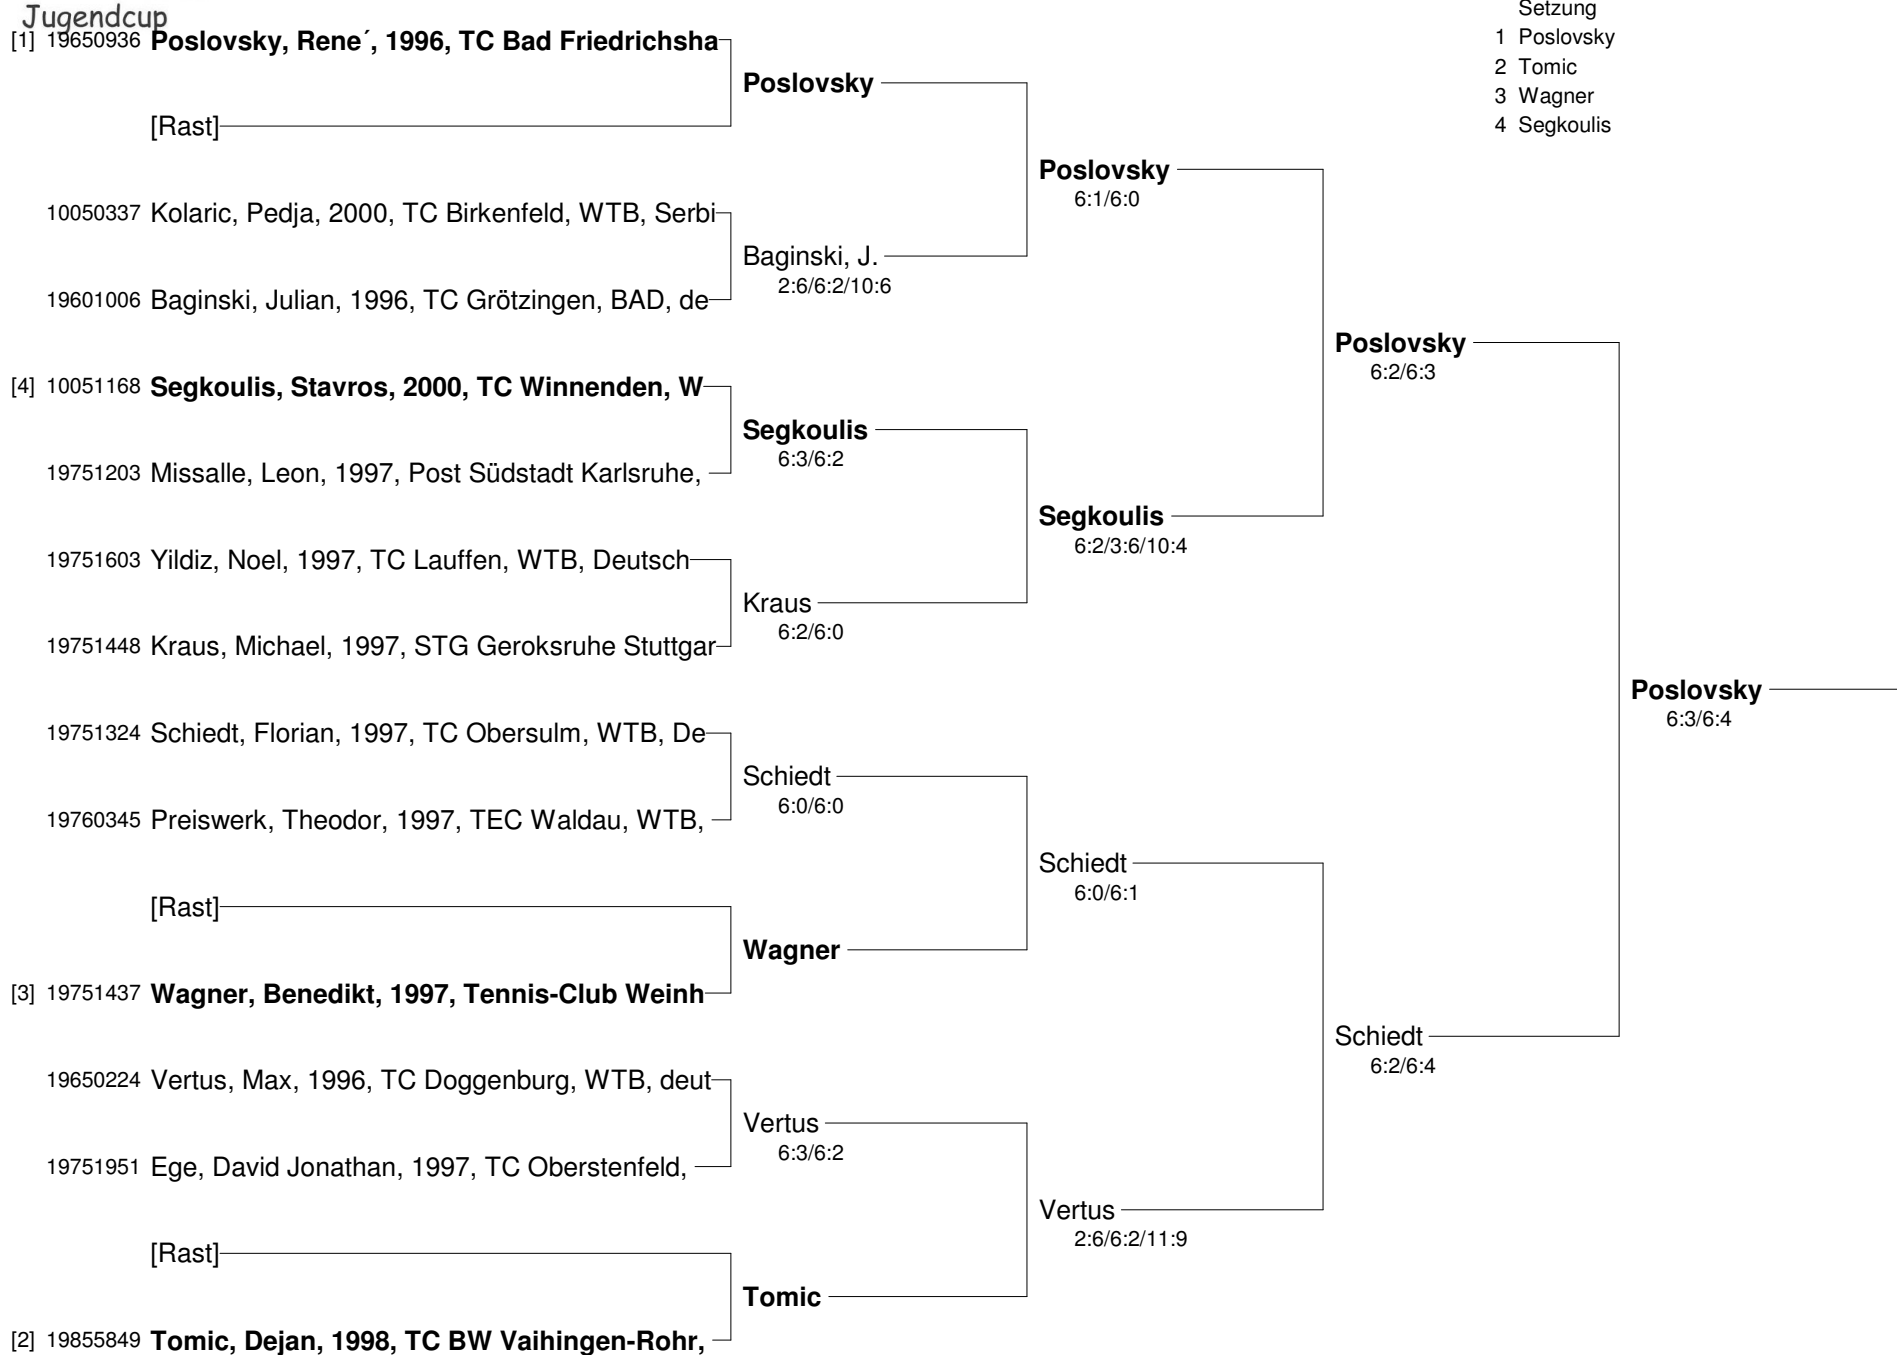 Jugendcup
Setzung
1 Poslovsky
2 Tomic
3 Wagner
4 Segkoulis
[1] 19650936 Poslovsky, Rene´, 1996, TC Bad Friedrichsha
Poslovsky
[Rast]
Poslovsky
6:1/6:0
10050337 Kolaric, Pedja, 2000, TC Birkenfeld, WTB, Serbi
Baginski, J.
2:6/6:2/10:6
19601006 Baginski, Julian, 1996, TC Grötzingen, BAD, de
Poslovsky
6:2/6:3
[4] 10051168 Segkoulis, Stavros, 2000, TC Winnenden, W
Segkoulis
6:3/6:2
19751203 Missalle, Leon, 1997, Post Südstadt Karlsruhe,
Segkoulis
6:2/3:6/10:4
19751603 Yildiz, Noel, 1997, TC Lauffen, WTB, Deutsch
Kraus
6:2/6:0
19751448 Kraus, Michael, 1997, STG Geroksruhe Stuttgar
Poslovsky
6:3/6:4
19751324 Schiedt, Florian, 1997, TC Obersulm, WTB, De
Schiedt
6:0/6:0
19760345 Preiswerk, Theodor, 1997, TEC Waldau, WTB,
Schiedt
6:0/6:1
[Rast]
Wagner
[3] 19751437 Wagner, Benedikt, 1997, Tennis-Club Weinh
Schiedt
6:2/6:4
19650224 Vertus, Max, 1996, TC Doggenburg, WTB, deut
Vertus
6:3/6:2
19751951 Ege, David Jonathan, 1997, TC Oberstenfeld,
Vertus
2:6/6:2/11:9
[Rast]
Tomic
[2] 19855849 Tomic, Dejan, 1998, TC BW Vaihingen-Rohr,